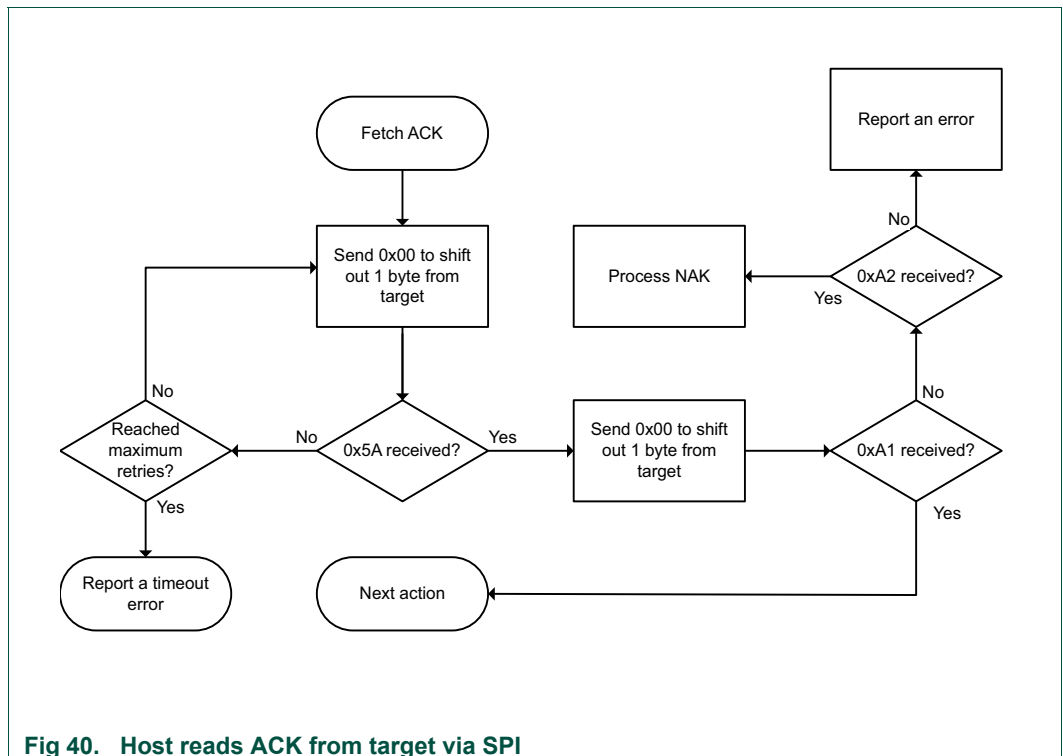 Fetch ACK
Report an error
Send 0x00 to shift
out 1 byte from
target
Process NAK
No
0xA2 received?
Yes
No
No
Reached
maximum
retries?
No
0x5A received?
Yes
Send 0x00 to shift
out 1 byte from
target
0xA1 received?
Yes
Yes
Report a timeout
error
Next action
Fig 40. Host reads ACK from target via SPI